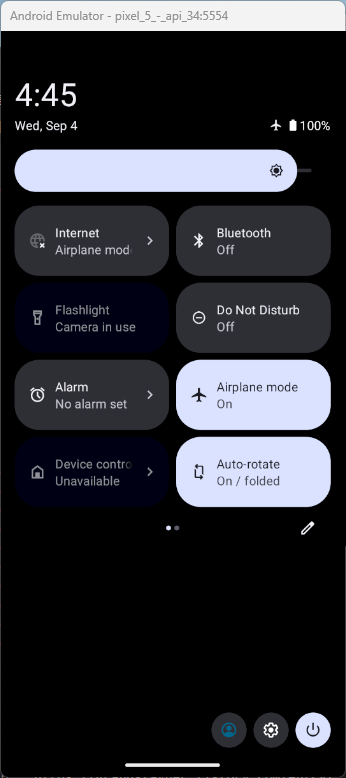 Android Emulator - pixel_5_-_api_34:5554
4:45
Wed, Sep 4
100%
Internet
Airplane mod
Bluetooth
Off
Flashlight
Camera in use
Do Not Disturb
Off
Alarm
No alarm set
Airplane mode
On
Device contro
Unavailable
Auto-rotate
On / folded